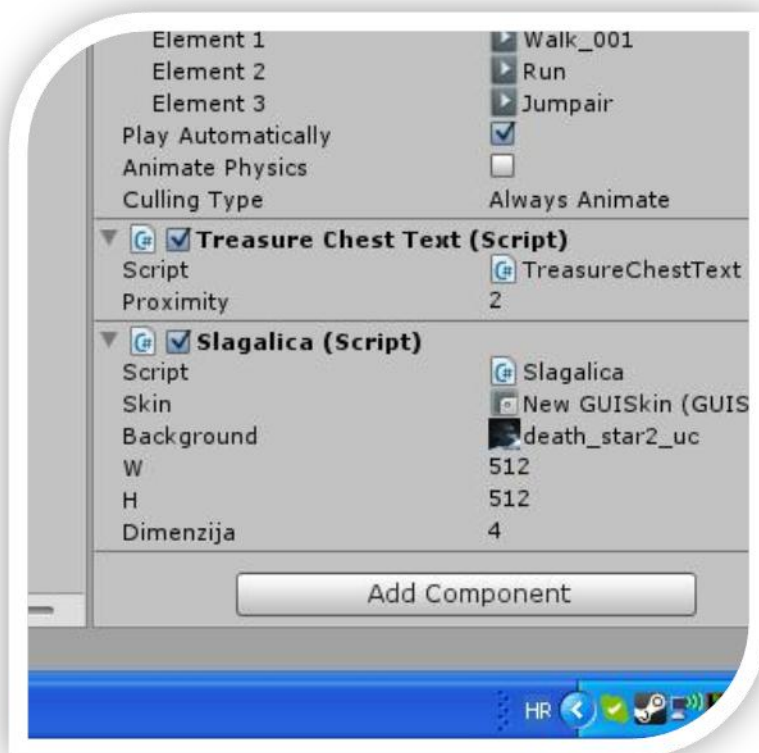 Element 1 Walk_001
Element 2 Run
Element 3 Jumpair
Play Automatically
Animate Physics
Culling Type Always Animate
Treasure Chest Text (Script)
Script TreasureChestText
Proximity 2
Slagalica (Script)
Script Slagalica
Skin New GUISkin (GUIS
Background death_star2_uc
W 512
H 512
Dimenzija 4
Add Component
HR